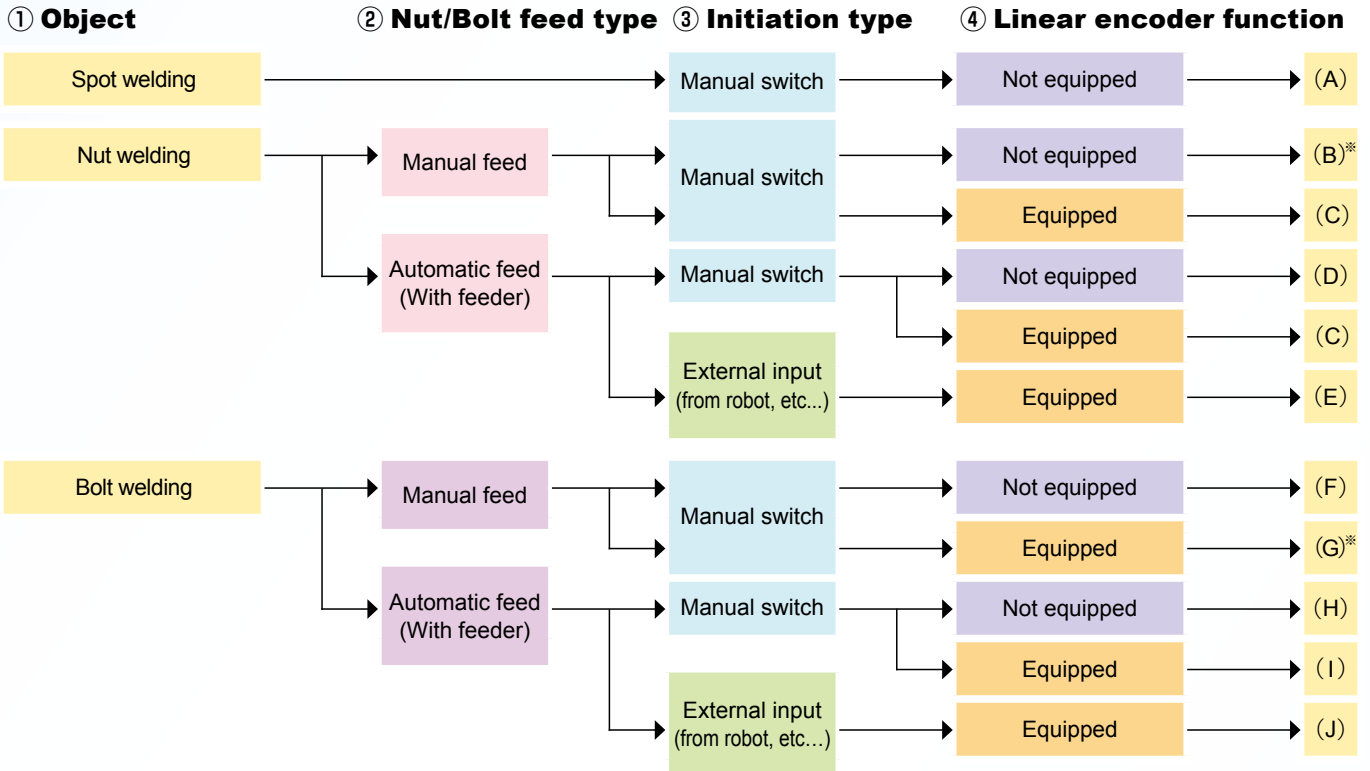 ① Object
② Nut/Bolt feed type
③ Initiation type
④ Linear encoder function
Spot welding
Manual switch
Not equipped
(A)
Nut welding
Manual feed
Manual switch
Not equipped
(B)※
Equipped
(C)
Automatic feed
(With feeder)
Manual switch
Not equipped
(D)
Equipped
(C)
External input
(from robot, etc...)
Equipped
(E)
Bolt welding
Manual feed
Manual switch
Not equipped
(F)
Equipped
(G)※
Automatic feed
(With feeder)
Manual switch
Not equipped
(H)
Equipped
(I)
External input
(from robot, etc…)
Equipped
(J)